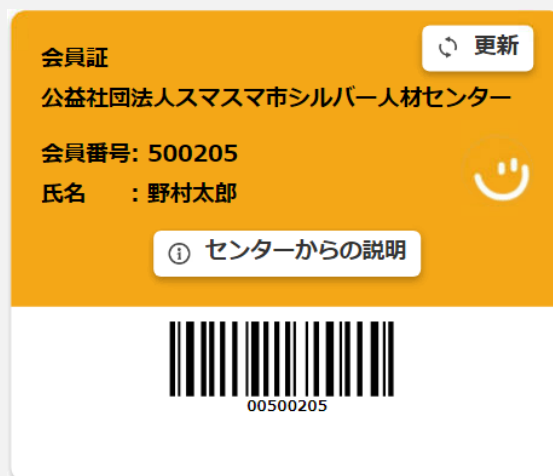 会員証
更新
公益社団法人スマスマ市シルバー人材センター
会員番号: 500205
氏名　　: 野村太郎
センターからの説明
00500205